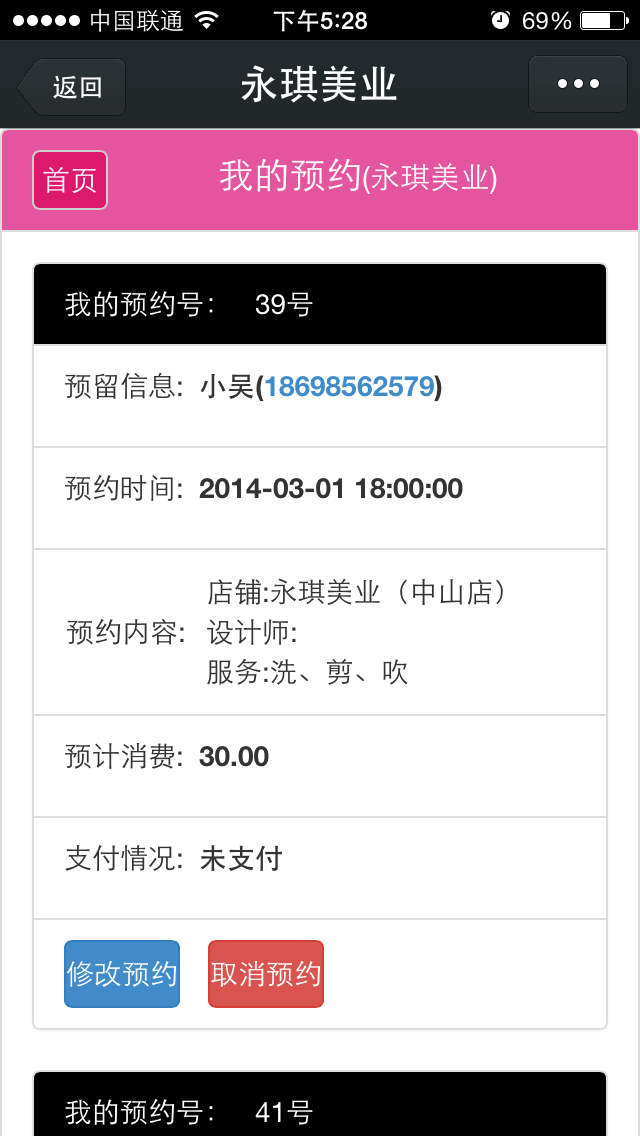 中国联通 下午5:28 69%
返回 永琪美业
首页 我的预约(永琪美业)
我的预约号： 39号
预留信息: 小吴(18698562579)
预约时间: 2014-03-01 18:00:00
店铺:永琪美业（中山店）
预约内容: 设计师:
服务:洗、剪、吹
预计消费: 30.00
支付情况: 未支付
修改预约 取消预约
我的预约号： 41号